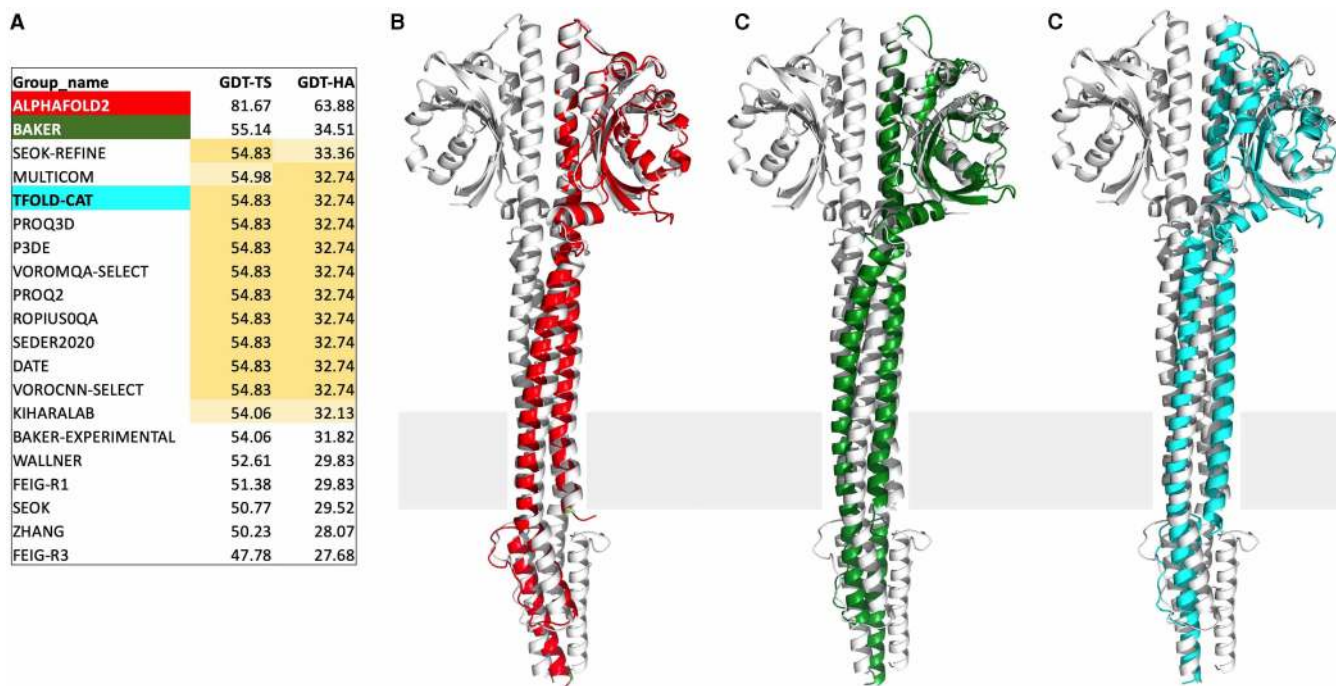 A
Group_name GDT-TS GDT-HA
ALPHAFOLD2 81.67 63.88
BAKER 55.14 34.51
SEOK-REFINE 54.83 33.36
MULTICOM 54.98 32.74
TFOLD-CAT 54.83 32.74
PROQ3D 54.83 32.74
P3DE 54.83 32.74
VOROMQA-SELECT 54.83 32.74
PROQ2 54.83 32.74
ROPIUS0QA 54.83 32.74
SEDER2020 54.83 32.74
DATE 54.83 32.74
VOROCNN-SELECT 54.83 32.74
KIHARALAB 54.06 32.13
BAKER-EXPERIMENTAL 54.06 31.82
WALLNER 52.61 29.83
FEIG-R1 51.38 29.83
SEOK 50.77 29.52
ZHANG 50.23 28.07
FEIG-R3 47.78 27.68
B
C
C